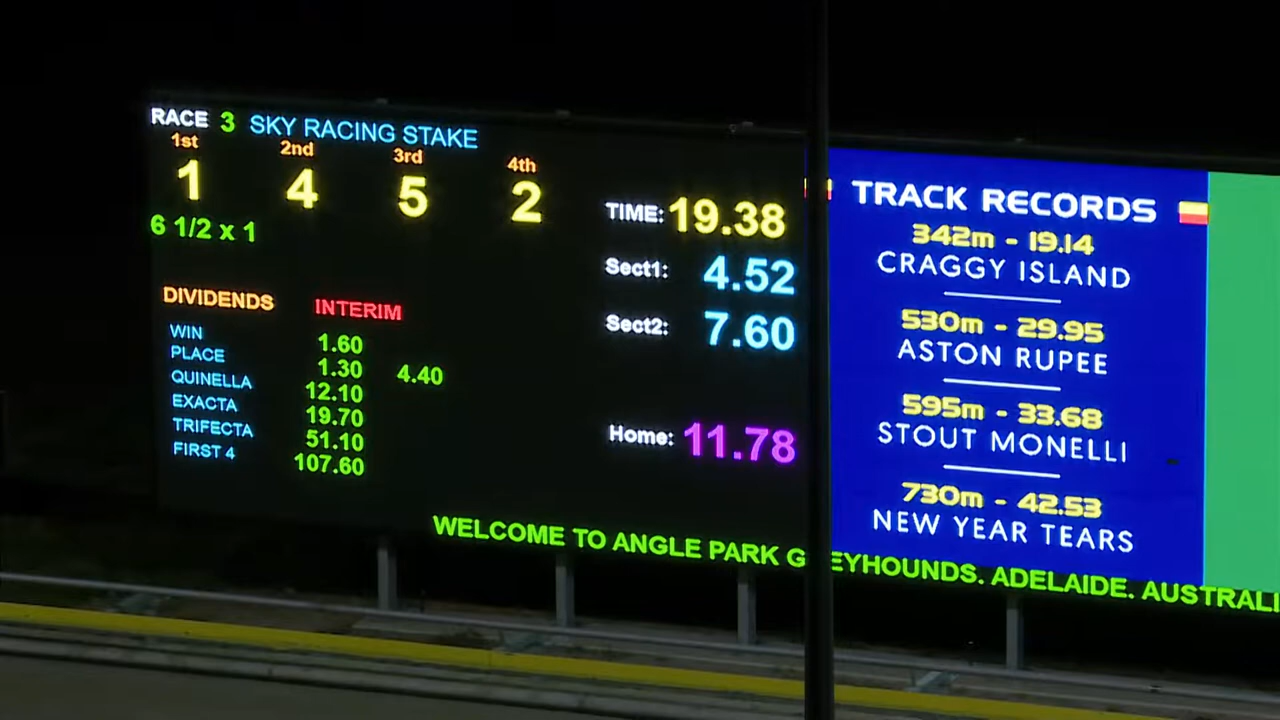 RACE 3 SKY RACING STAKE
1st 2nd 3rd 4th
1 4 5 2
6 1/2 x 1
TIME: 19.38
Sect1: 4.52
Sect2: 7.60
Home: 11.78
DIVIDENDS INTERIM
WIN 1.60
PLACE 1.30 4.40
QUINELLA 12.10
EXACTA 19.70
TRIFECTA 51.10
FIRST 4 107.60
TRACK RECORDS
342m - 19.14
CRAGGY ISLAND
530m - 29.95
ASTON RUPEE
595m - 33.68
STOUT MONELLI
730m - 42.53
NEW YEAR TEARS
WELCOME TO ANGLE PARK GREYHOUNDS. ADELAIDE. AUSTRALI